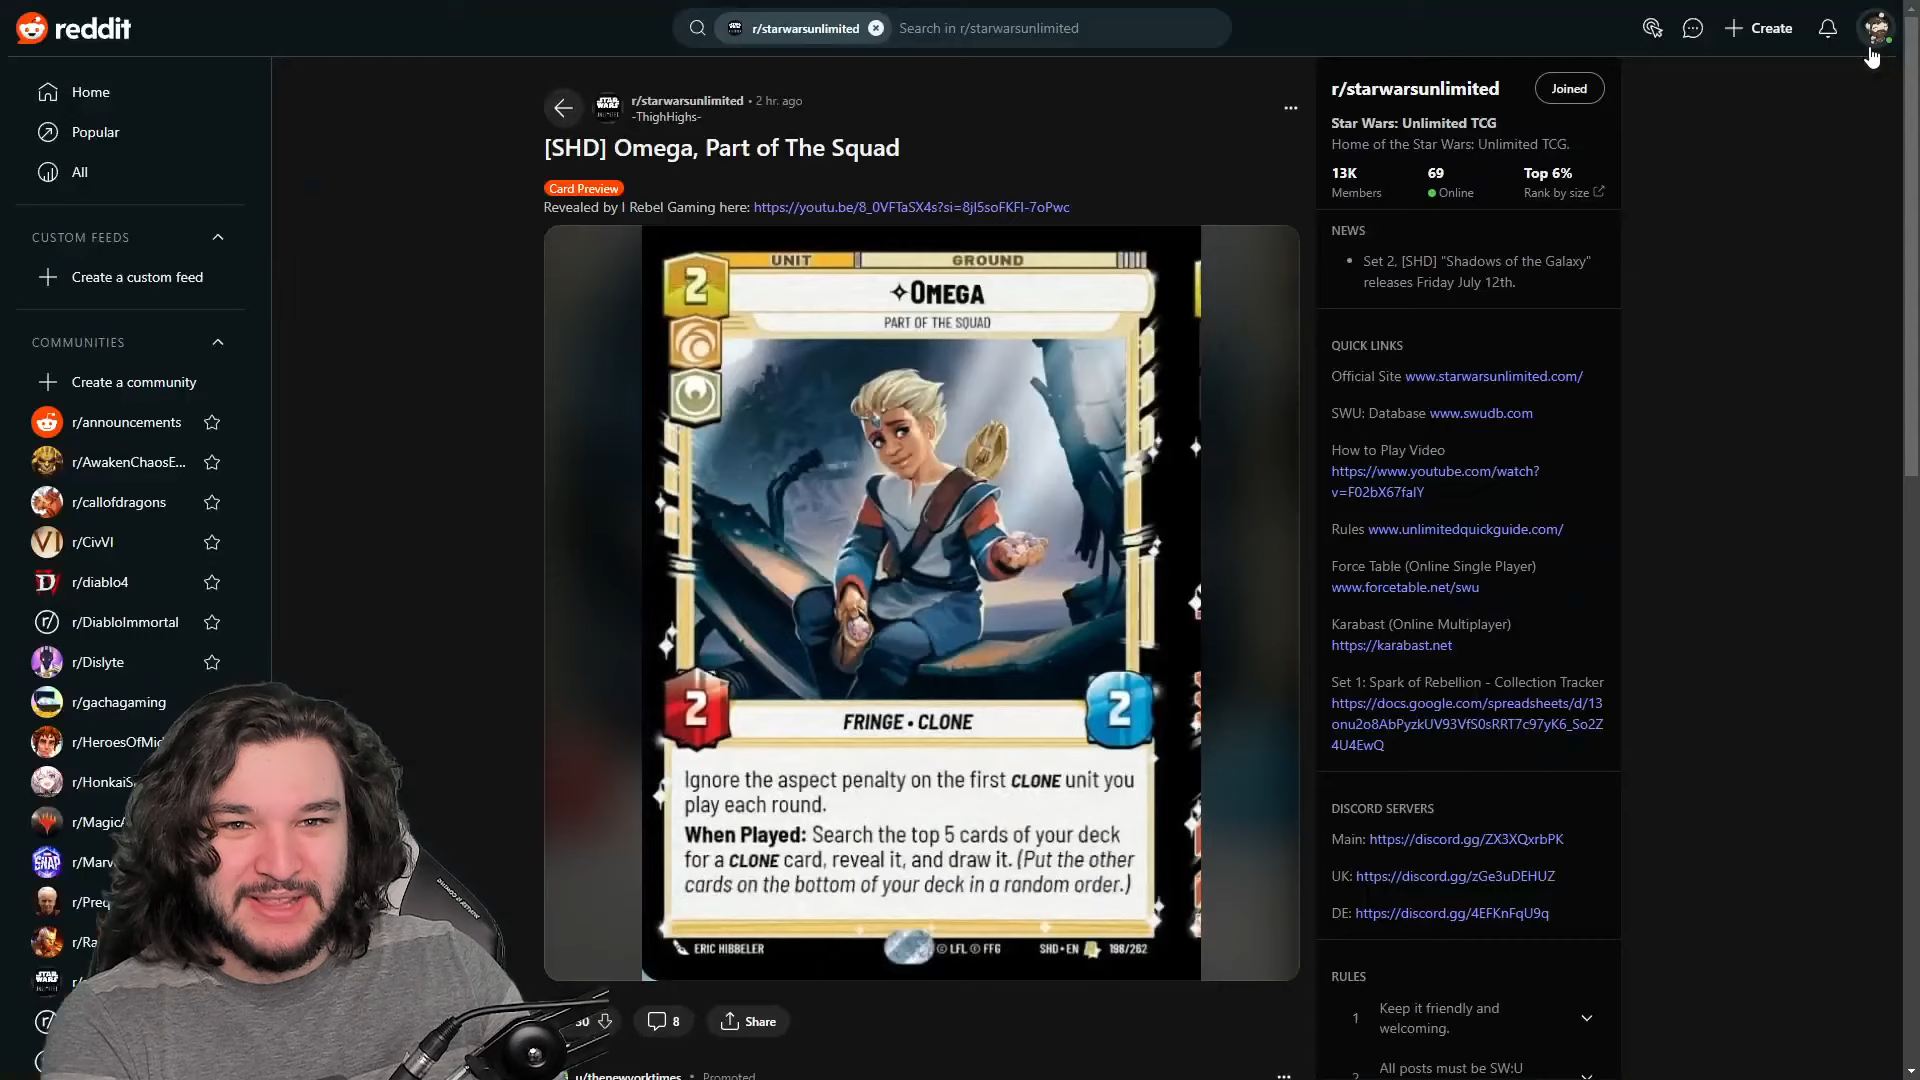 reddit
r/starwarsunlimited
Search in r/starwarsunlimited
Create
Home
Popular
All
CUSTOM FEEDS
Create a custom feed
COMMUNITIES
Create a community
r/announcements
r/AwakenChaosE...
r/callofdragons
r/CivVI
r/diablo4
r/DiabloImmortal
r/Dislyte
r/gachagaming
r/HeroesOfMid
r/HonkaiS
r/MagicA
r/Marv
r/Preq
r/Ra
r/starwarsunlimited • 2 hr. ago
-ThighHighs-
[SHD] Omega, Part of The Squad
Card Preview
Revealed by I Rebel Gaming here: https://youtu.be/8_0VFTaSX4s?si=8jI5soFKFI-7oPwc
2
UNIT
GROUND
OMEGA
PART OF THE SQUAD
2
FRINGE • CLONE
2
Ignore the aspect penalty on the first CLONE unit you
play each round.
When Played: Search the top 5 cards of your deck
for a CLONE card, reveal it, and draw it. (Put the other
cards on the bottom of your deck in a random order.)
ERIC HIBBELER
© LFL © FFG
SHD • EN
198/262
30
8
Share
u/thenewyorktimes • Promoted
r/starwarsunlimited
Joined
Star Wars: Unlimited TCG
Home of the Star Wars: Unlimited TCG.
13K
Members
69
Online
Top 6%
Rank by size
NEWS
• Set 2, [SHD] "Shadows of the Galaxy"
releases Friday July 12th.
QUICK LINKS
Official Site www.starwarsunlimited.com/
SWU: Database www.swudb.com
How to Play Video
https://www.youtube.com/watch?
v=F02bX67faIY
Rules www.unlimitedquickguide.com/
Force Table (Online Single Player)
www.forcetable.net/swu
Karabast (Online Multiplayer)
https://karabast.net
Set 1: Spark of Rebellion - Collection Tracker
https://docs.google.com/spreadsheets/d/13
onu2o8AbPyzkUV93VfS0sRRT7c97yK6_So2Z
4U4EwQ
DISCORD SERVERS
Main: https://discord.gg/ZX3XQxrbPK
UK: https://discord.gg/zGe3uDEHUZ
DE: https://discord.gg/4EFKnFqU9q
RULES
1
Keep it friendly and
welcoming.
2
All posts must be SW:U